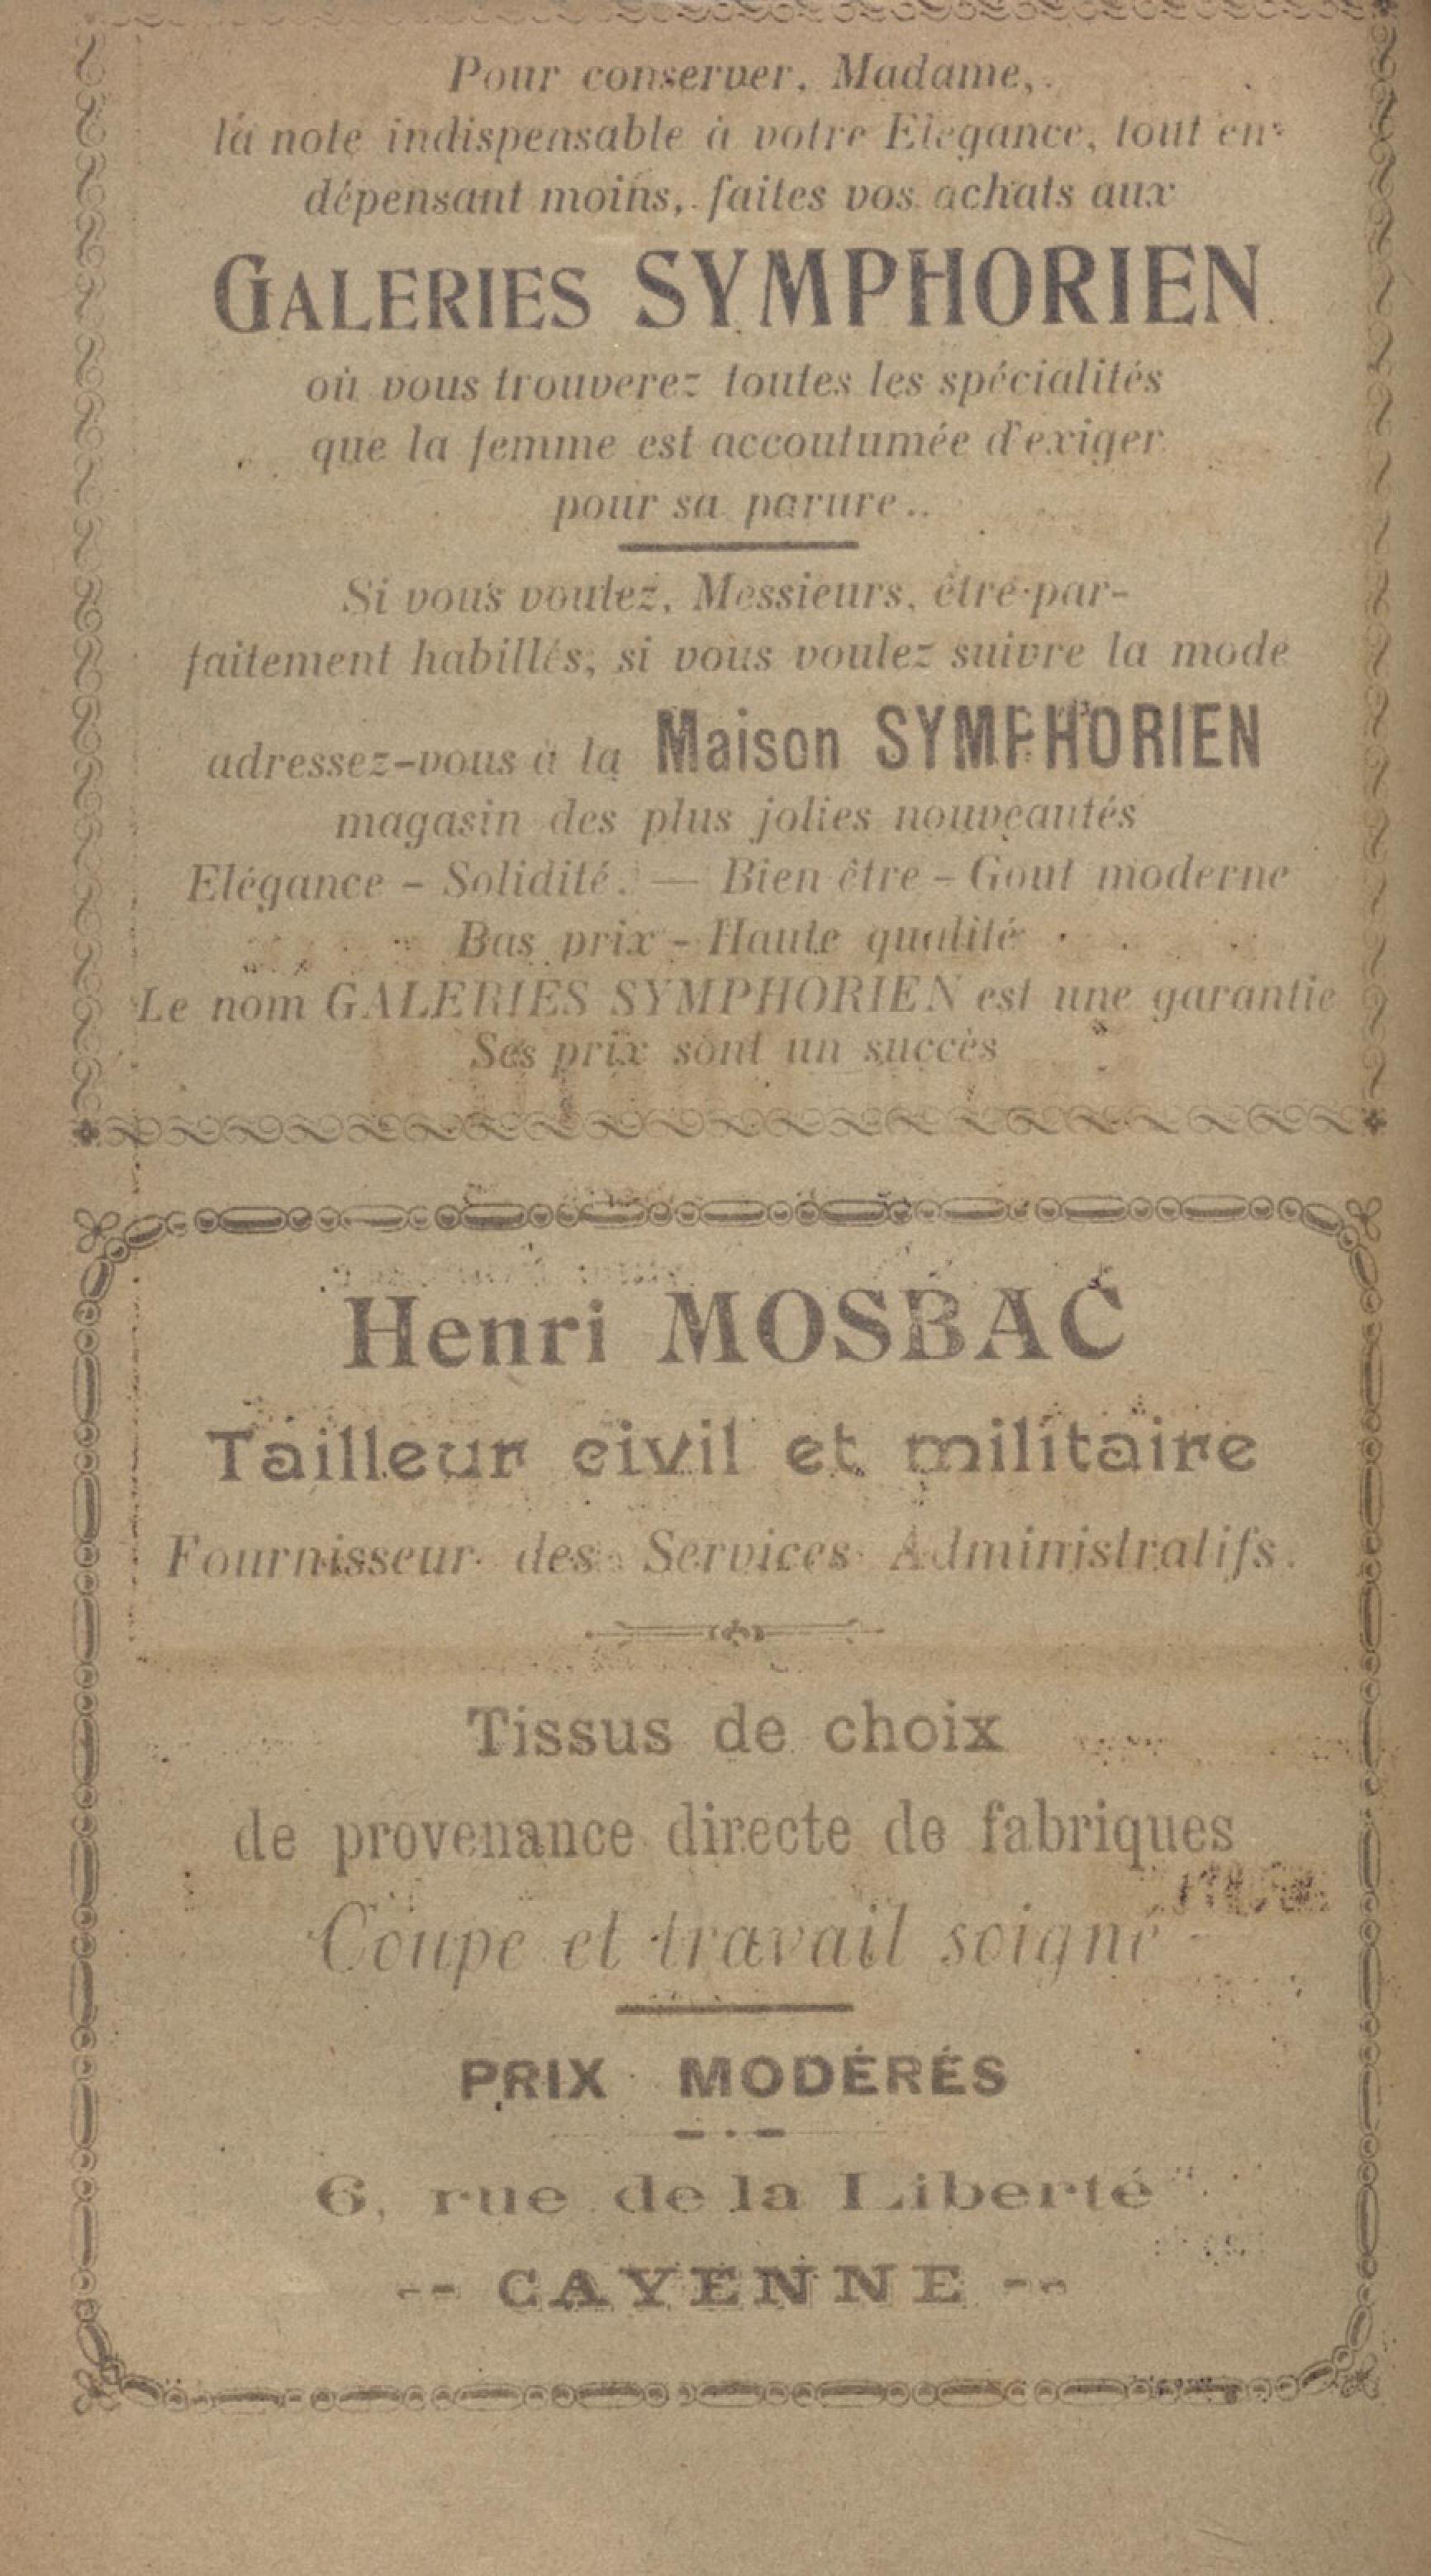 Pour conserver, Madame,
la note indispensable à votre Elégance, tout en
dépensant moins, faites vos achats aux
GALERIES SYMPHORIEN
où vous trouverez toutes les spécialités
que la femme est accoutumée d'exiger
pour sa parure..
Si vous voulez, Messieurs, être par-
faitement habillés, si vous voulez suivre la mode
adressez-vous à la Maison SYMPHORIEN
magasin des plus jolies nouveautés
Elégance - Solidité. — Bien être - Gout moderne
Bas prix - Haute qualité
Le nom GALERIES SYMPHORIEN est une garantie
Ses prix sont un succès
Henri MOSBAC
Tailleur civil et militaire
Fournisseur des Services Administratifs.
Tissus de choix
de provenance directe de fabriques
Coupe et travail soigné
PRIX MODÉRÉS
6, rue de la Liberté
-- CAYENNE --